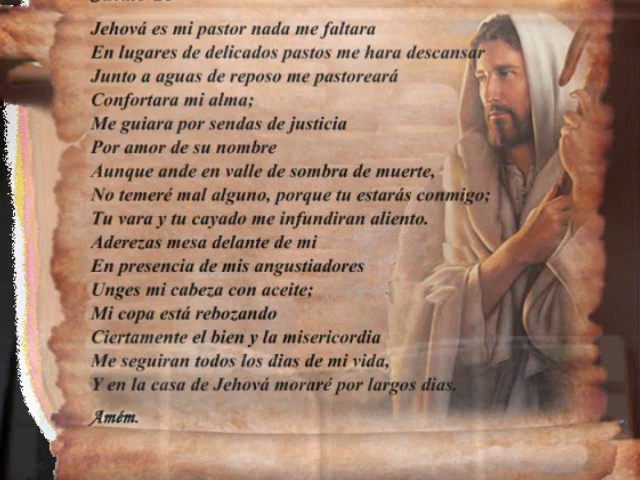 Jehová es mi pastor nada me faltara
En lugares de delicados pastos me hara descansar
Junto a aguas de reposo me pastoreará
Confortara mi alma;
Me guiara por sendas de justicia
Por amor de su nombre
Aunque ande en valle de sombra de muerte,
No temeré mal alguno, porque tu estarás conmigo;
Tu vara y tu cayado me infundiran aliento.
Aderezas mesa delante de mi
En presencia de mis angustiadores
Unges mi cabeza con aceite;
Mi copa está rebozando
Ciertamente el bien y la misericordia
Me seguiran todos los dias de mi vida,
Y en la casa de Jehová moraré por largos dias.
Amém.